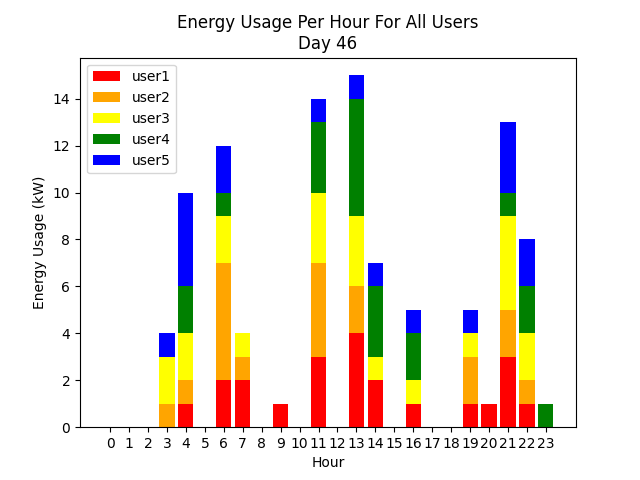 Energy Usage Per Hour For All Users
Day 46
user1
user2
user3
user4
user5
Energy Usage (kW)
14
12
10
8
6
4
2
0
0 1 2 3 4 5 6 7 8 9 10 11 12 13 14 15 16 17 18 19 20 21 22 23
Hour